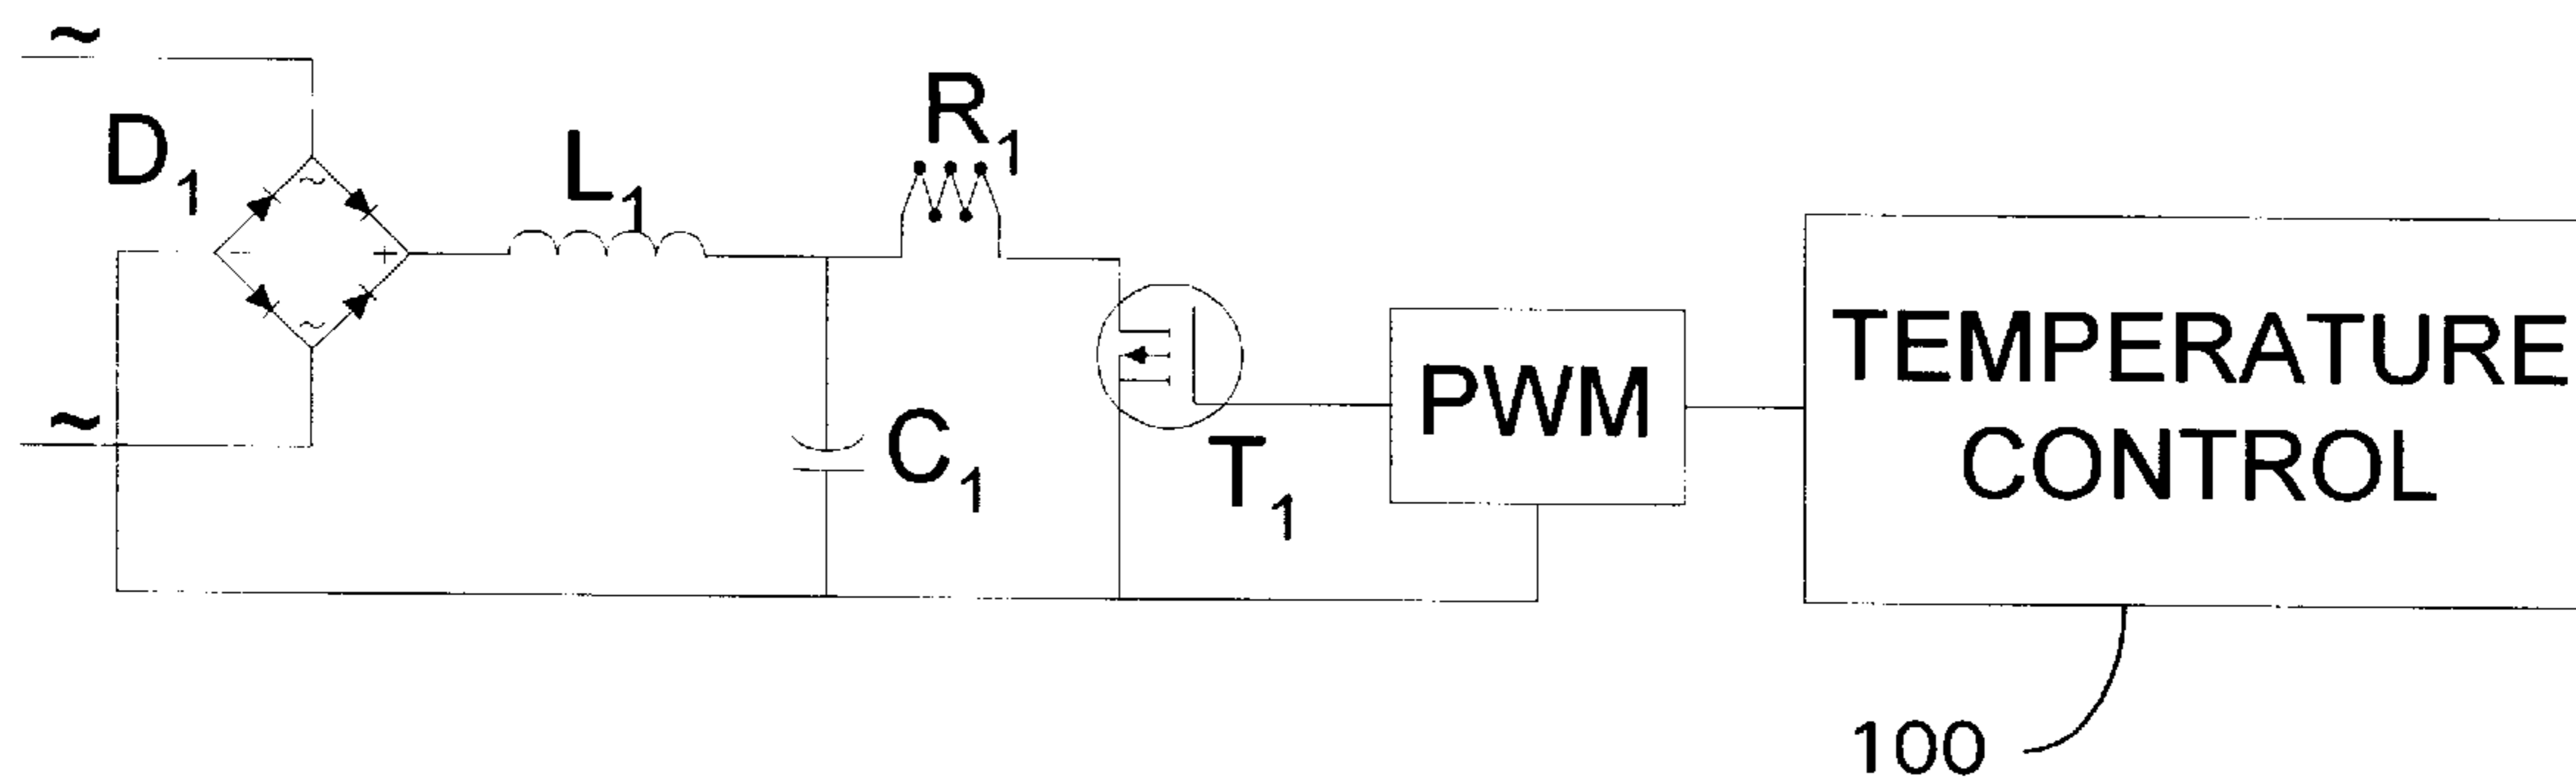 ~
D1
~
-
+
~
~
L1
R1
C1
T1
PWM
TEMPERATURE
CONTROL
100